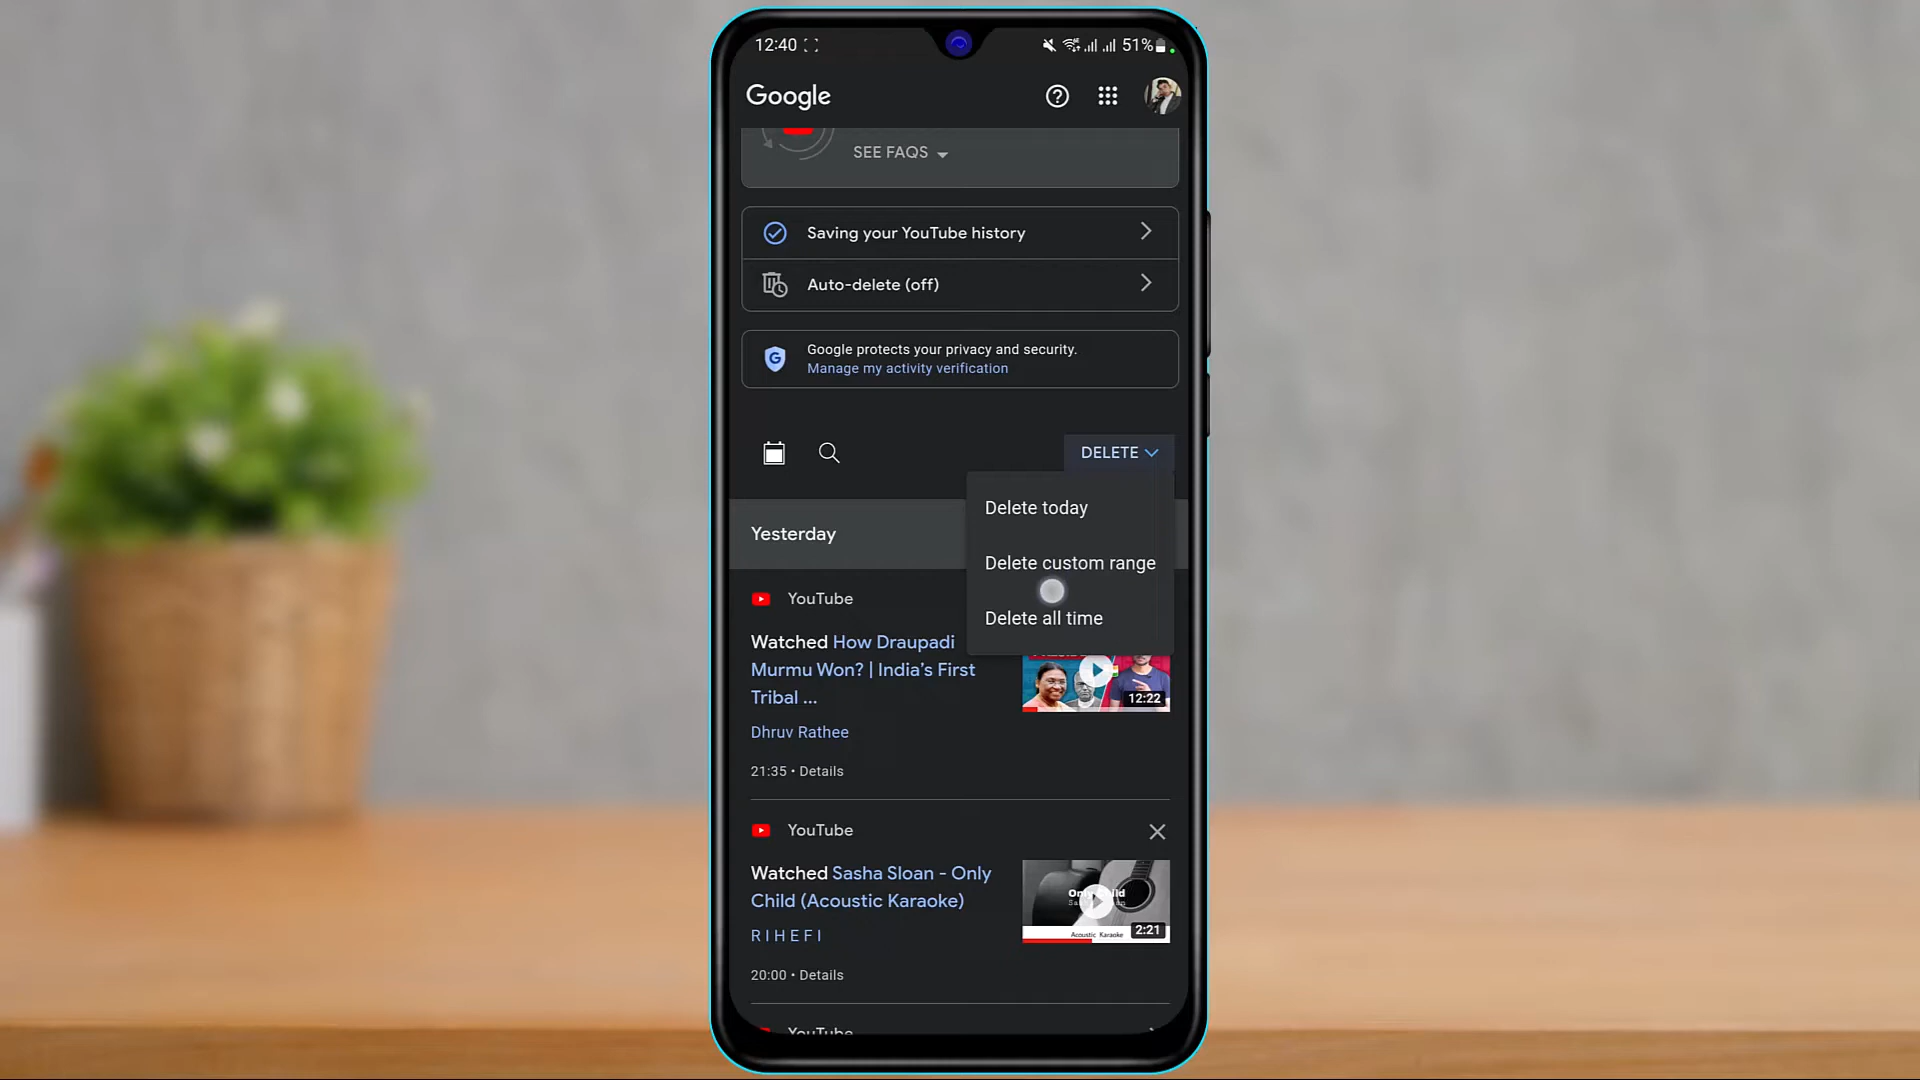 12:40
51%
Google
SEE FAQS
Saving your YouTube history
Auto-delete (off)
Google protects your privacy and security.
Manage my activity verification
DELETE
Delete today
Yesterday
Delete custom range
YouTube
Delete all time
Watched How Draupadi
Murmu Won? | India's First
Tribal ...
12:22
Dhruv Rathee
21:35 • Details
YouTube
Watched Sasha Sloan - Only
Child (Acoustic Karaoke)
Acoustic Karaoke
2:21
R I H E F I
20:00 • Details
YouTube